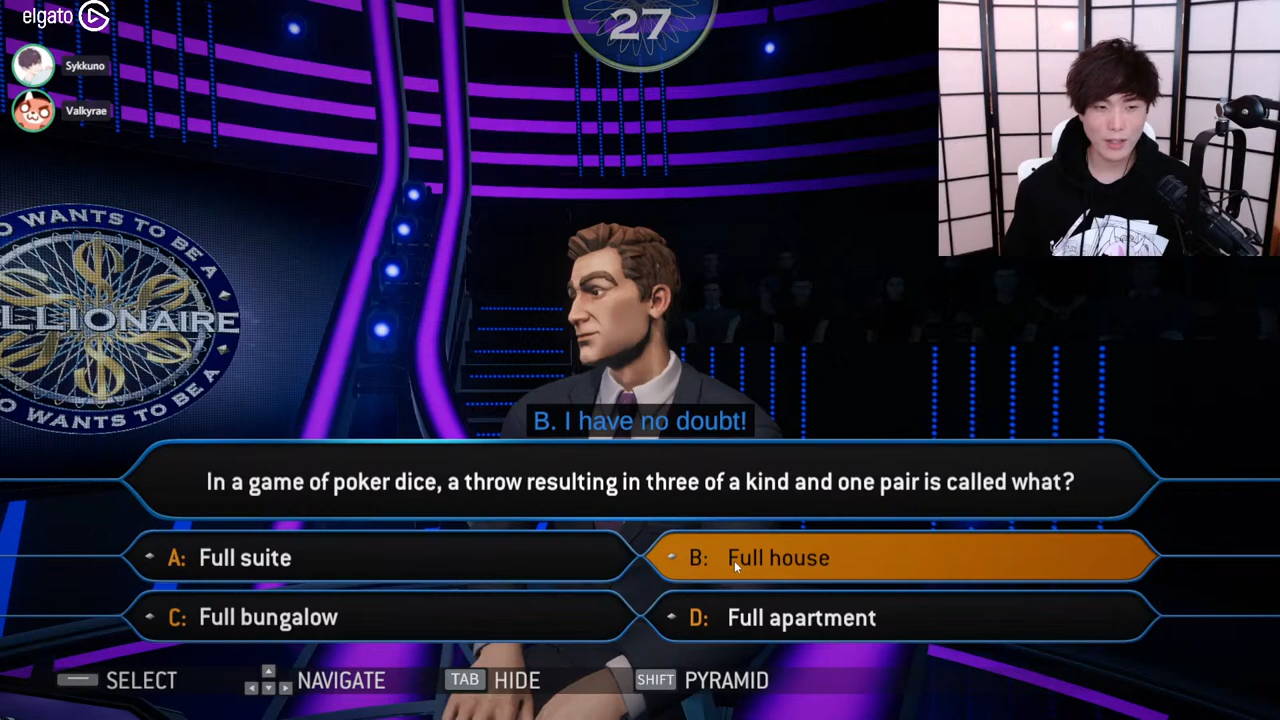 elgato
27
Sykkuno
Valkyrae
O WANTS TO BE A
LLIONAIRE
O WANTS TO BE A
B. I have no doubt!
In a game of poker dice, a throw resulting in three of a kind and one pair is called what?
A: Full suite
B: Full house
C: Full bungalow
D: Full apartment
SELECT
NAVIGATE
TAB HIDE
SHIFT PYRAMID